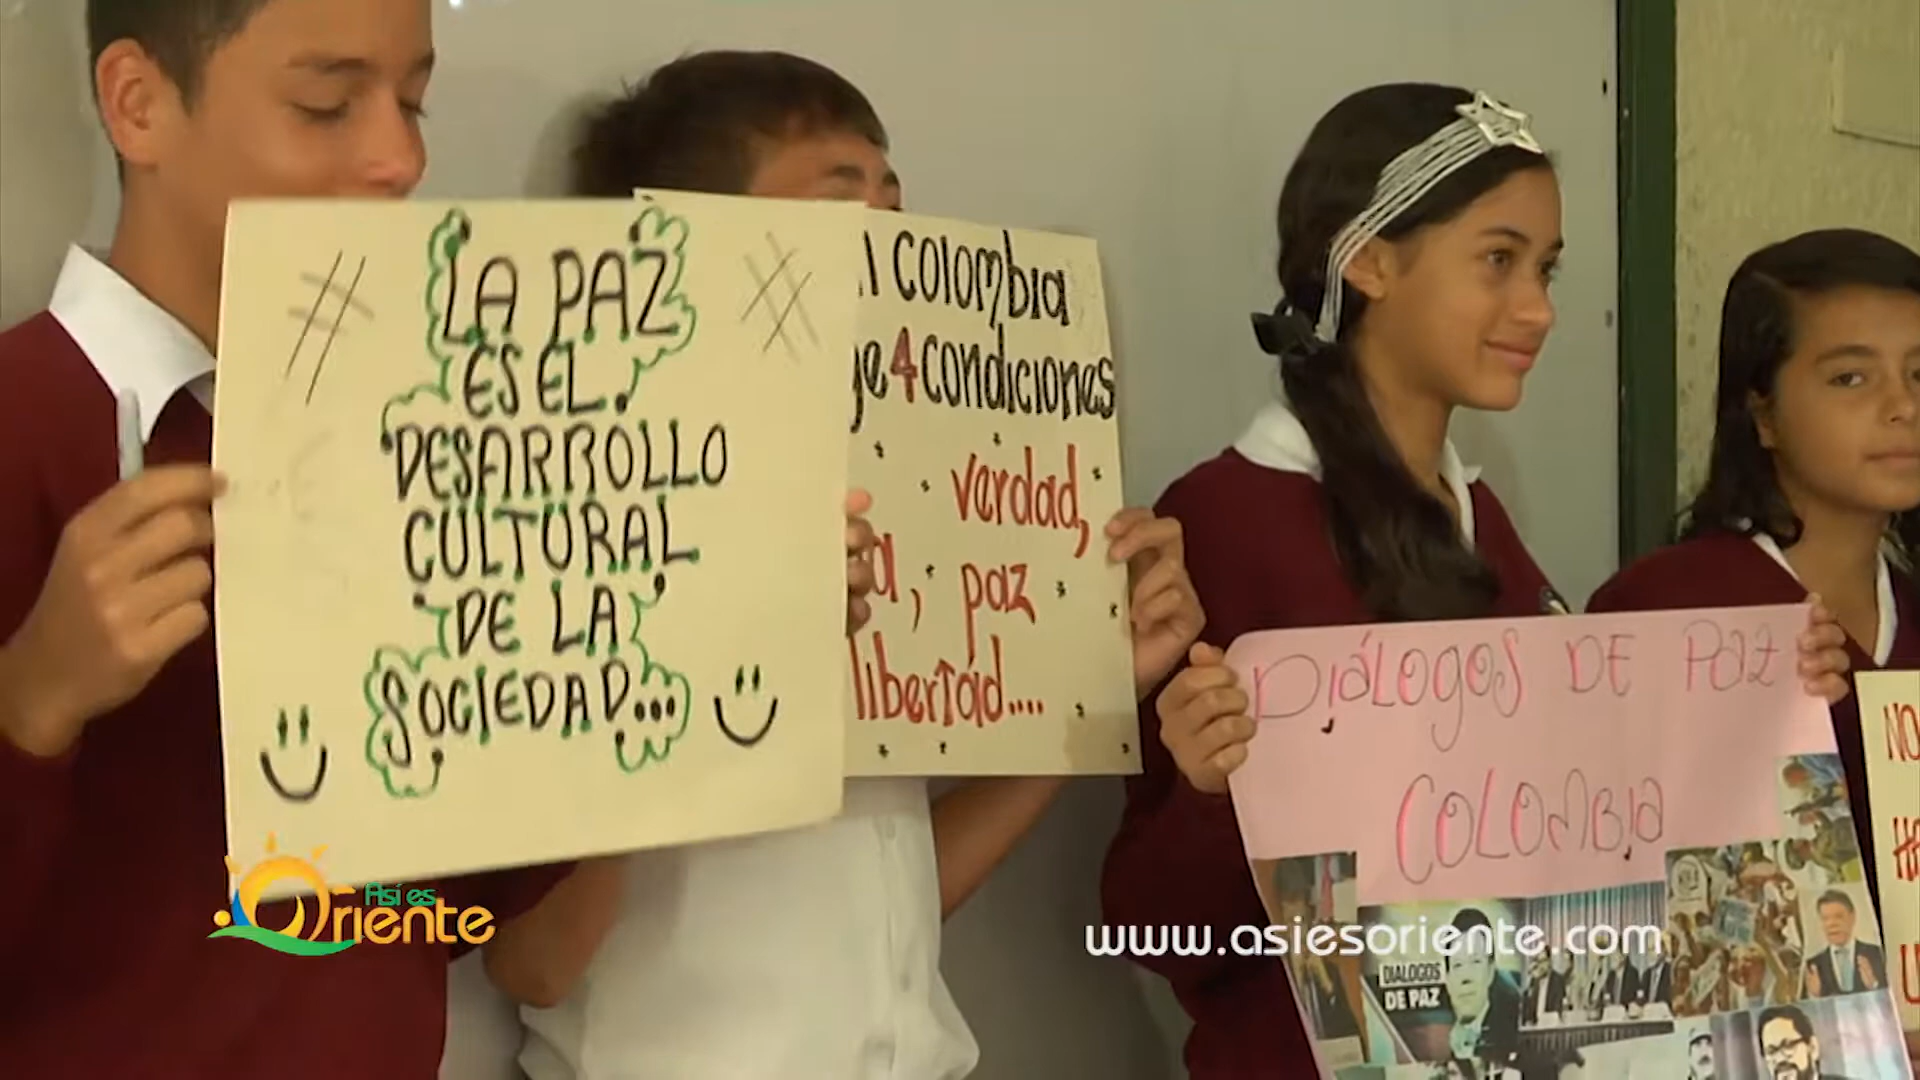 LA PAZ
ES EL
DESARROLLO
CULTURAL
DE LA
SOCIEDAD...
COLOMBIA
4 condiciones
verdad,
paz
libertad....
DIÁLOGOS DE PAZ
COLOMBIA
DIALOGOS
DE PAZ
NO
Así es
Oriente
www.asiesoriente.com